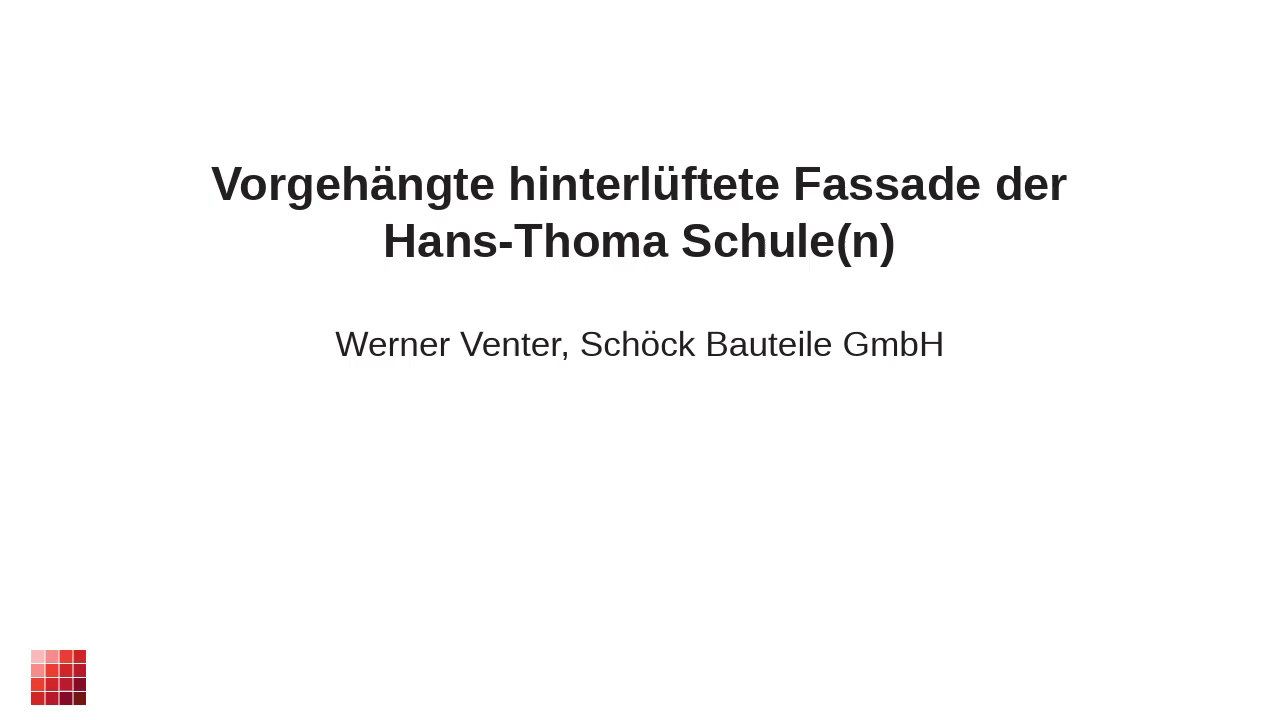 Vorgehängte hinterlüftete Fassade der
Hans-Thoma Schule(n)
Werner Venter, Schöck Bauteile GmbH